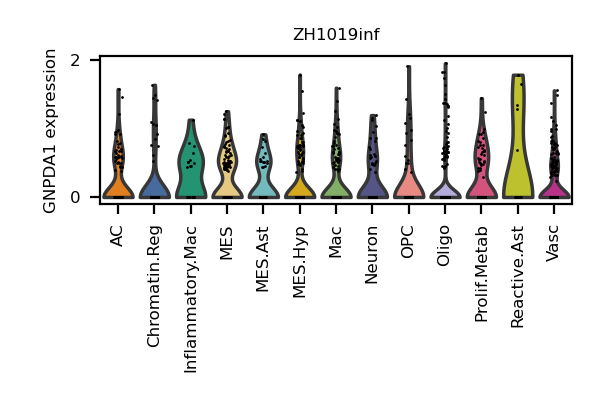 ZH1019inf
GNPDA1 expression
2
0
AC
Chromatin.Reg
Inflammatory.Mac
MES
MES.Ast
MES.Hyp
Mac
Neuron
OPC
Oligo
Prolif.Metab
Reactive.Ast
Vasc